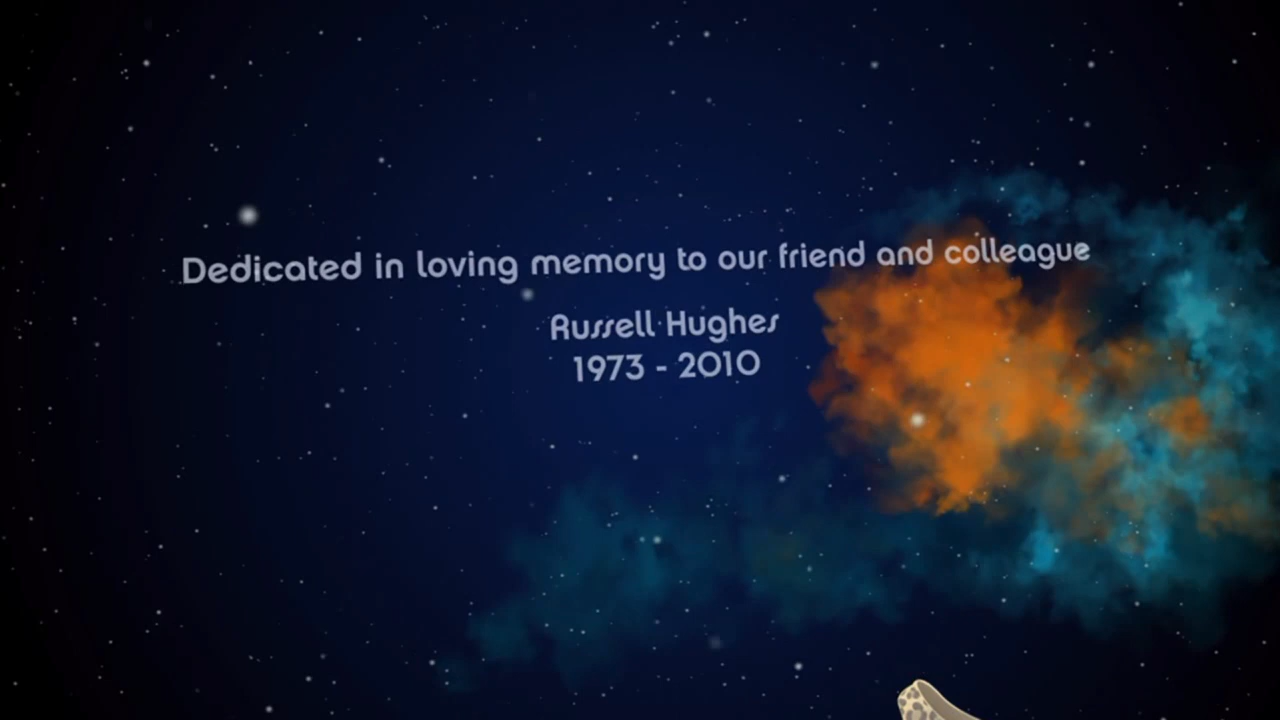 Dedicated in loving memory to our friend and colleague
Russell Hughes
1973 - 2010